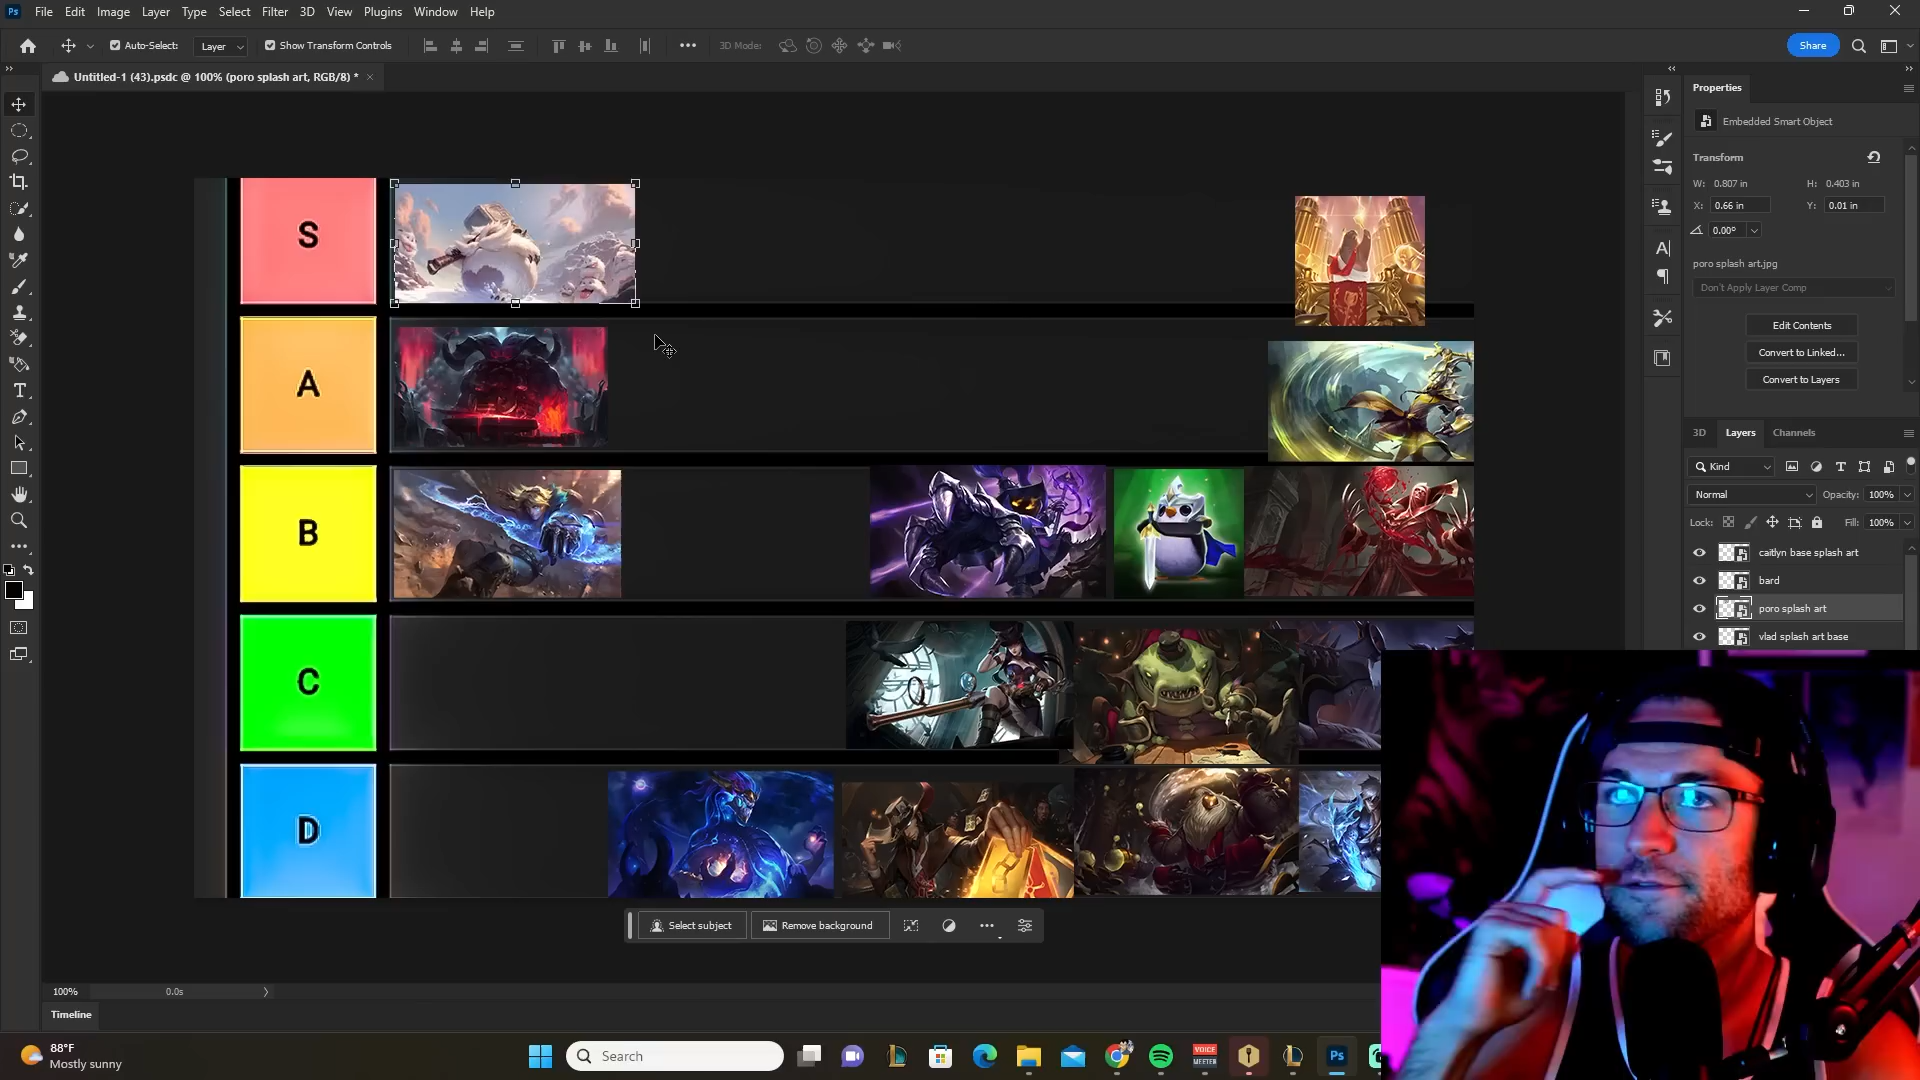 Ps File Edit Image Layer Type Select Filter 3D View Plugins Window Help
Auto-Select: Layer Show Transform Controls 3D Mode: Share
Untitled-1 (43).psdc @ 100% (poro splash art, RGB/8) *
Properties
Embedded Smart Object
Transform
W: 0.807 in H: 0.403 in
X: 0.66 in Y: 0.01 in
0.00°
poro splash art.jpg
Don't Apply Layer Comp
Edit Contents
Convert to Linked...
Convert to Layers
3D Layers Channels
Kind
Normal Opacity: 100%
Lock: Fill: 100%
caitlyn base splash art
bard
poro splash art
vlad splash art base
S
A
B
C
D
Select subject Remove background
100% 0.0s
Timeline
88°F
Mostly sunny
Search
VOICE
MEETER
Ps